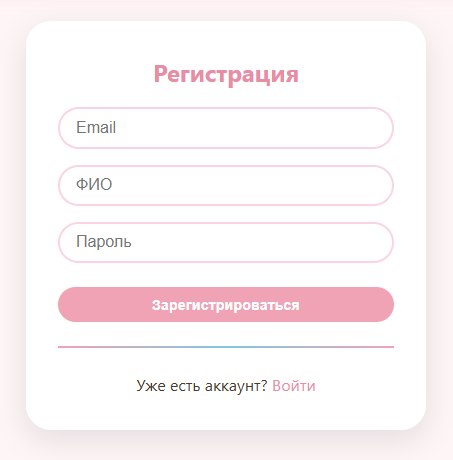 Регистрация
Email
ФИО
Пароль
Зарегистрироваться
Уже есть аккаунт? Войти